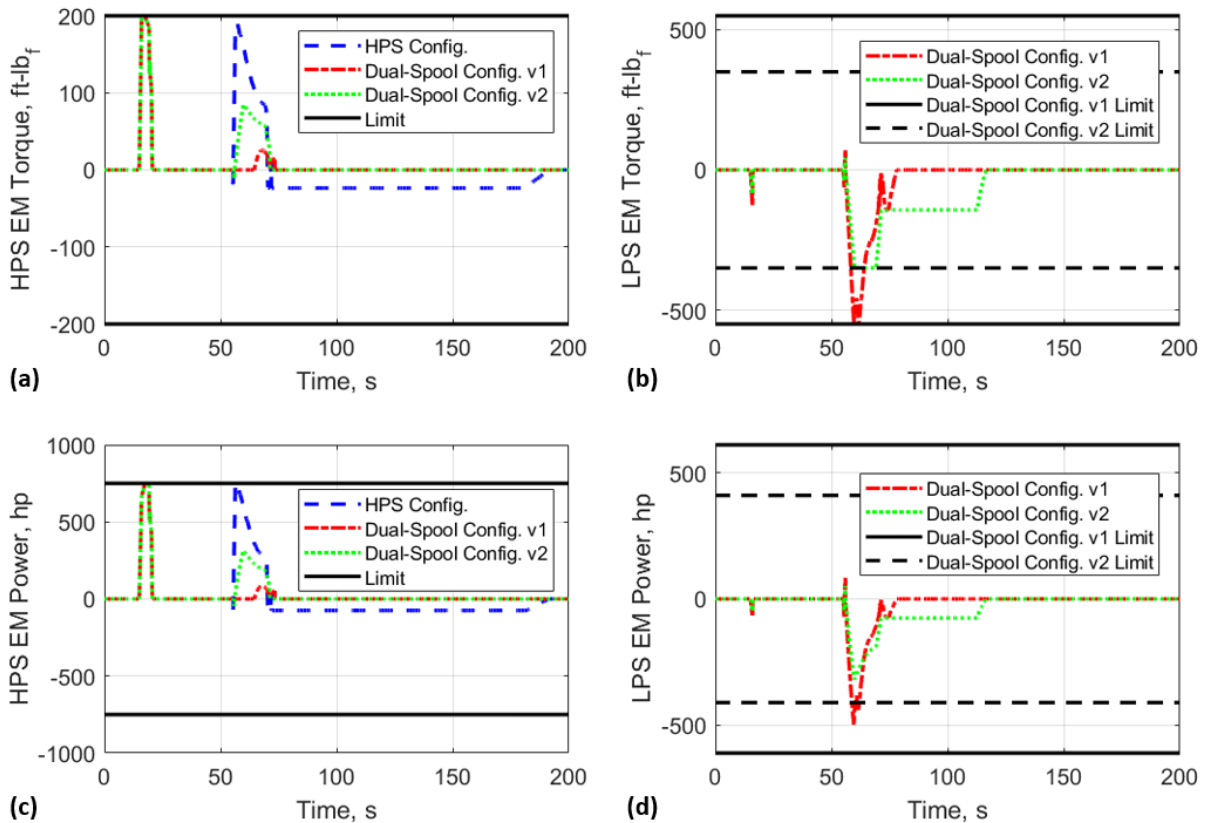 200
100
0
-100
-200
HPS EM Torque, ft-lb_f
HPS Config.
Dual-Spool Config. v1
Dual-Spool Config. v2
Limit
0
50
100
150
200
Time, s
(a)
500
0
-500
LPS EM Torque, ft-lb_f
Dual-Spool Config. v1
Dual-Spool Config. v2
Dual-Spool Config. v1 Limit
Dual-Spool Config. v2 Limit
0
50
100
150
200
Time, s
(b)
1000
500
0
-500
-1000
HPS EM Power, hp
HPS Config.
Dual-Spool Config. v1
Dual-Spool Config. v2
Limit
0
50
100
150
200
Time, s
(c)
500
0
-500
LPS EM Power, hp
Dual-Spool Config. v1
Dual-Spool Config. v2
Dual-Spool Config. v1 Limit
Dual-Spool Config. v2 Limit
0
50
100
150
200
Time, s
(d)